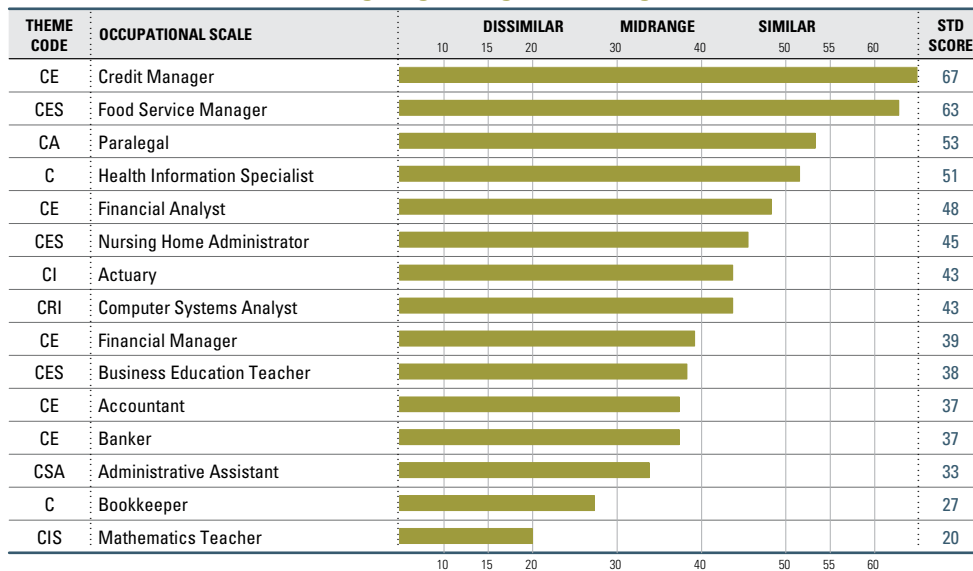 THEME CODE OCCUPATIONAL SCALE DISSIMILAR MIDRANGE SIMILAR STD SCORE
10 15 20 30 40 50 55 60
CE Credit Manager 67
CES Food Service Manager 63
CA Paralegal 53
C Health Information Specialist 51
CE Financial Analyst 48
CES Nursing Home Administrator 45
CI Actuary 43
CRI Computer Systems Analyst 43
CE Financial Manager 39
CES Business Education Teacher 38
CE Accountant 37
CE Banker 37
CSA Administrative Assistant 33
C Bookkeeper 27
CIS Mathematics Teacher 20
10 15 20 30 40 50 55 60